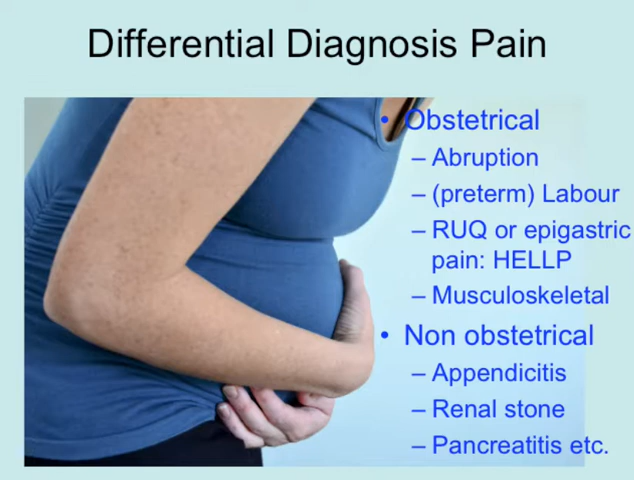 Differential Diagnosis Pain
• Obstetrical
– Abruption
– (preterm) Labour
– RUQ or epigastric
pain: HELLP
– Musculoskeletal
• Non obstetrical
– Appendicitis
– Renal stone
– Pancreatitis etc.